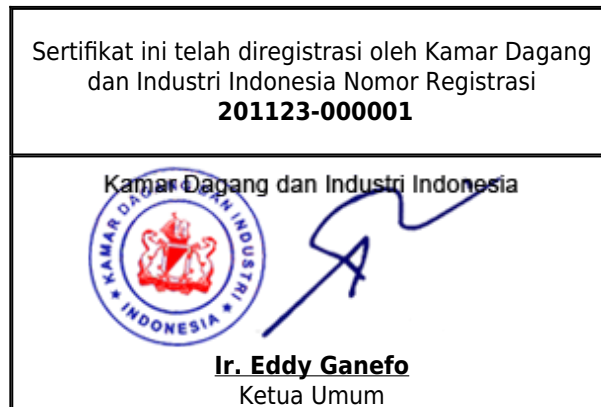 Sertifikat ini telah diregistrasi oleh Kamar Dagang
dan Industri Indonesia Nomor Registrasi
201123-000001
Kamar Dagang dan Industri Indonesia
KAMAR DAGANG DAN INDUSTRI
★ INDONESIA ★
Ir. Eddy Ganefo
Ketua Umum